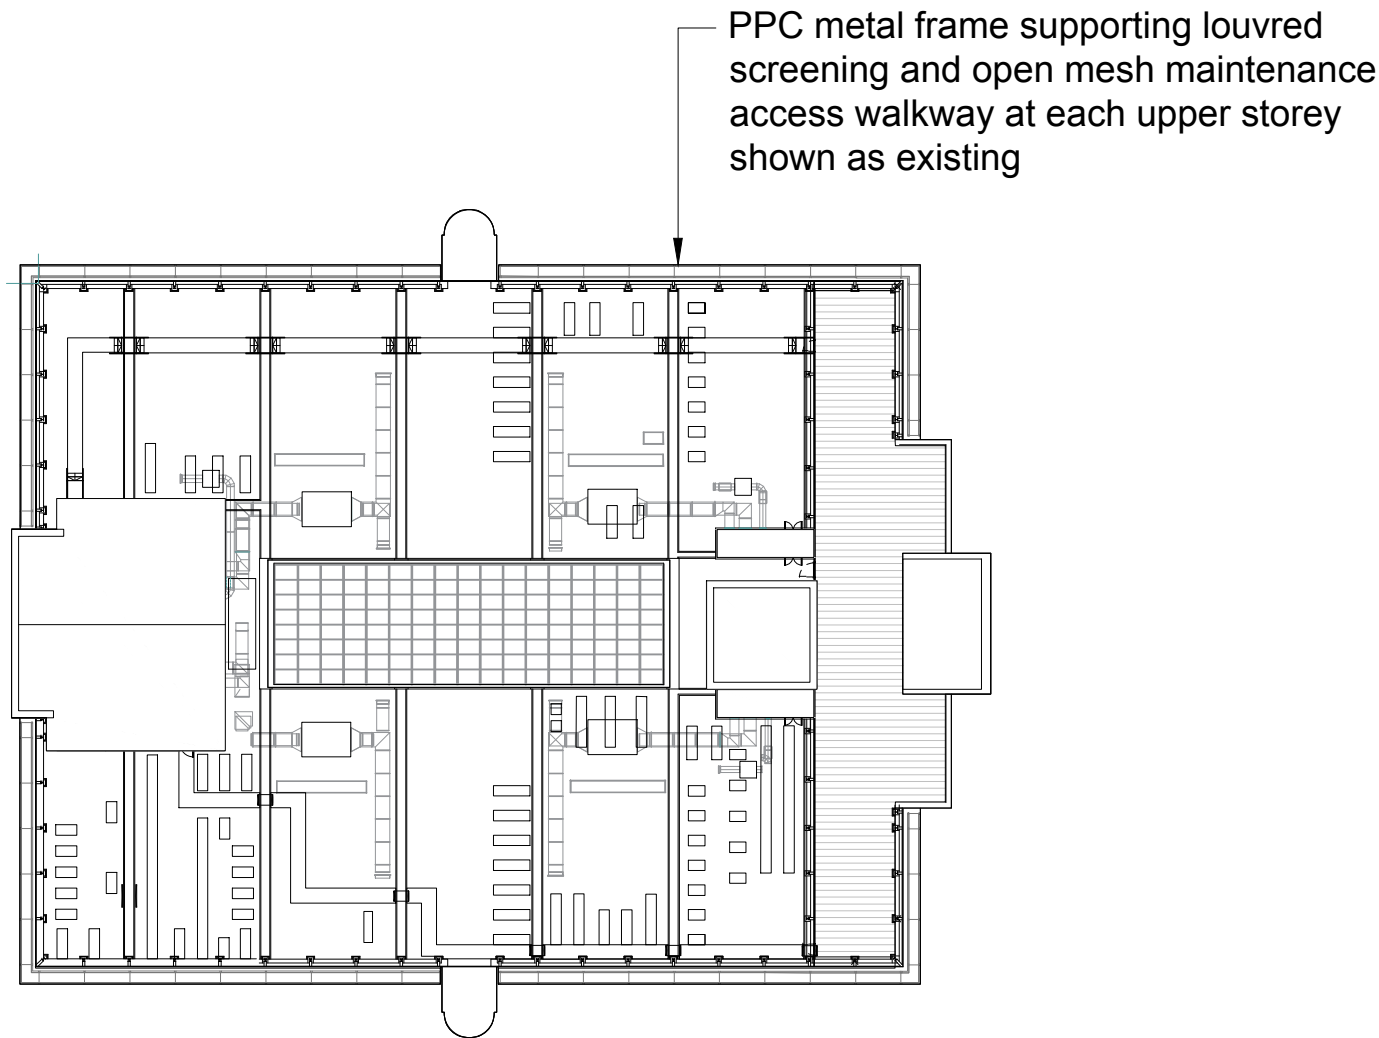 PPC metal frame supporting louvred
screening and open mesh maintenance
access walkway at each upper storey
shown as existing